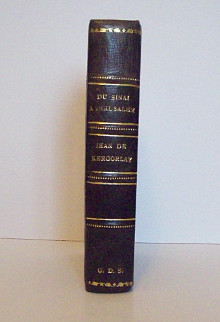 DU SINAI
A JERUSALEM
JEAN DE
KERGORLAY
G. D. S.